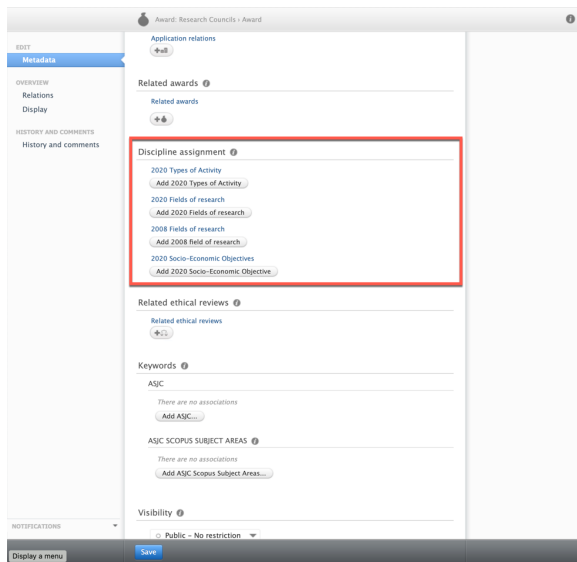 Award: Research Councils › Award
EDIT
Metadata
OVERVIEW
Relations
Display
HISTORY AND COMMENTS
History and comments
NOTIFICATIONS
Display a menu
Application relations
Related awards
Related awards
Discipline assignment
2020 Types of Activity
Add 2020 Types of Activity
2020 Fields of research
Add 2020 Fields of research
2008 Fields of research
Add 2008 field of research
2020 Socio-Economic Objectives
Add 2020 Socio-Economic Objective
Related ethical reviews
Related ethical reviews
Keywords
ASJC
There are no associations
Add ASJC...
ASJC SCOPUS SUBJECT AREAS
There are no associations
Add ASJC Scopus Subject Areas...
Visibility
Public - No restriction
Save